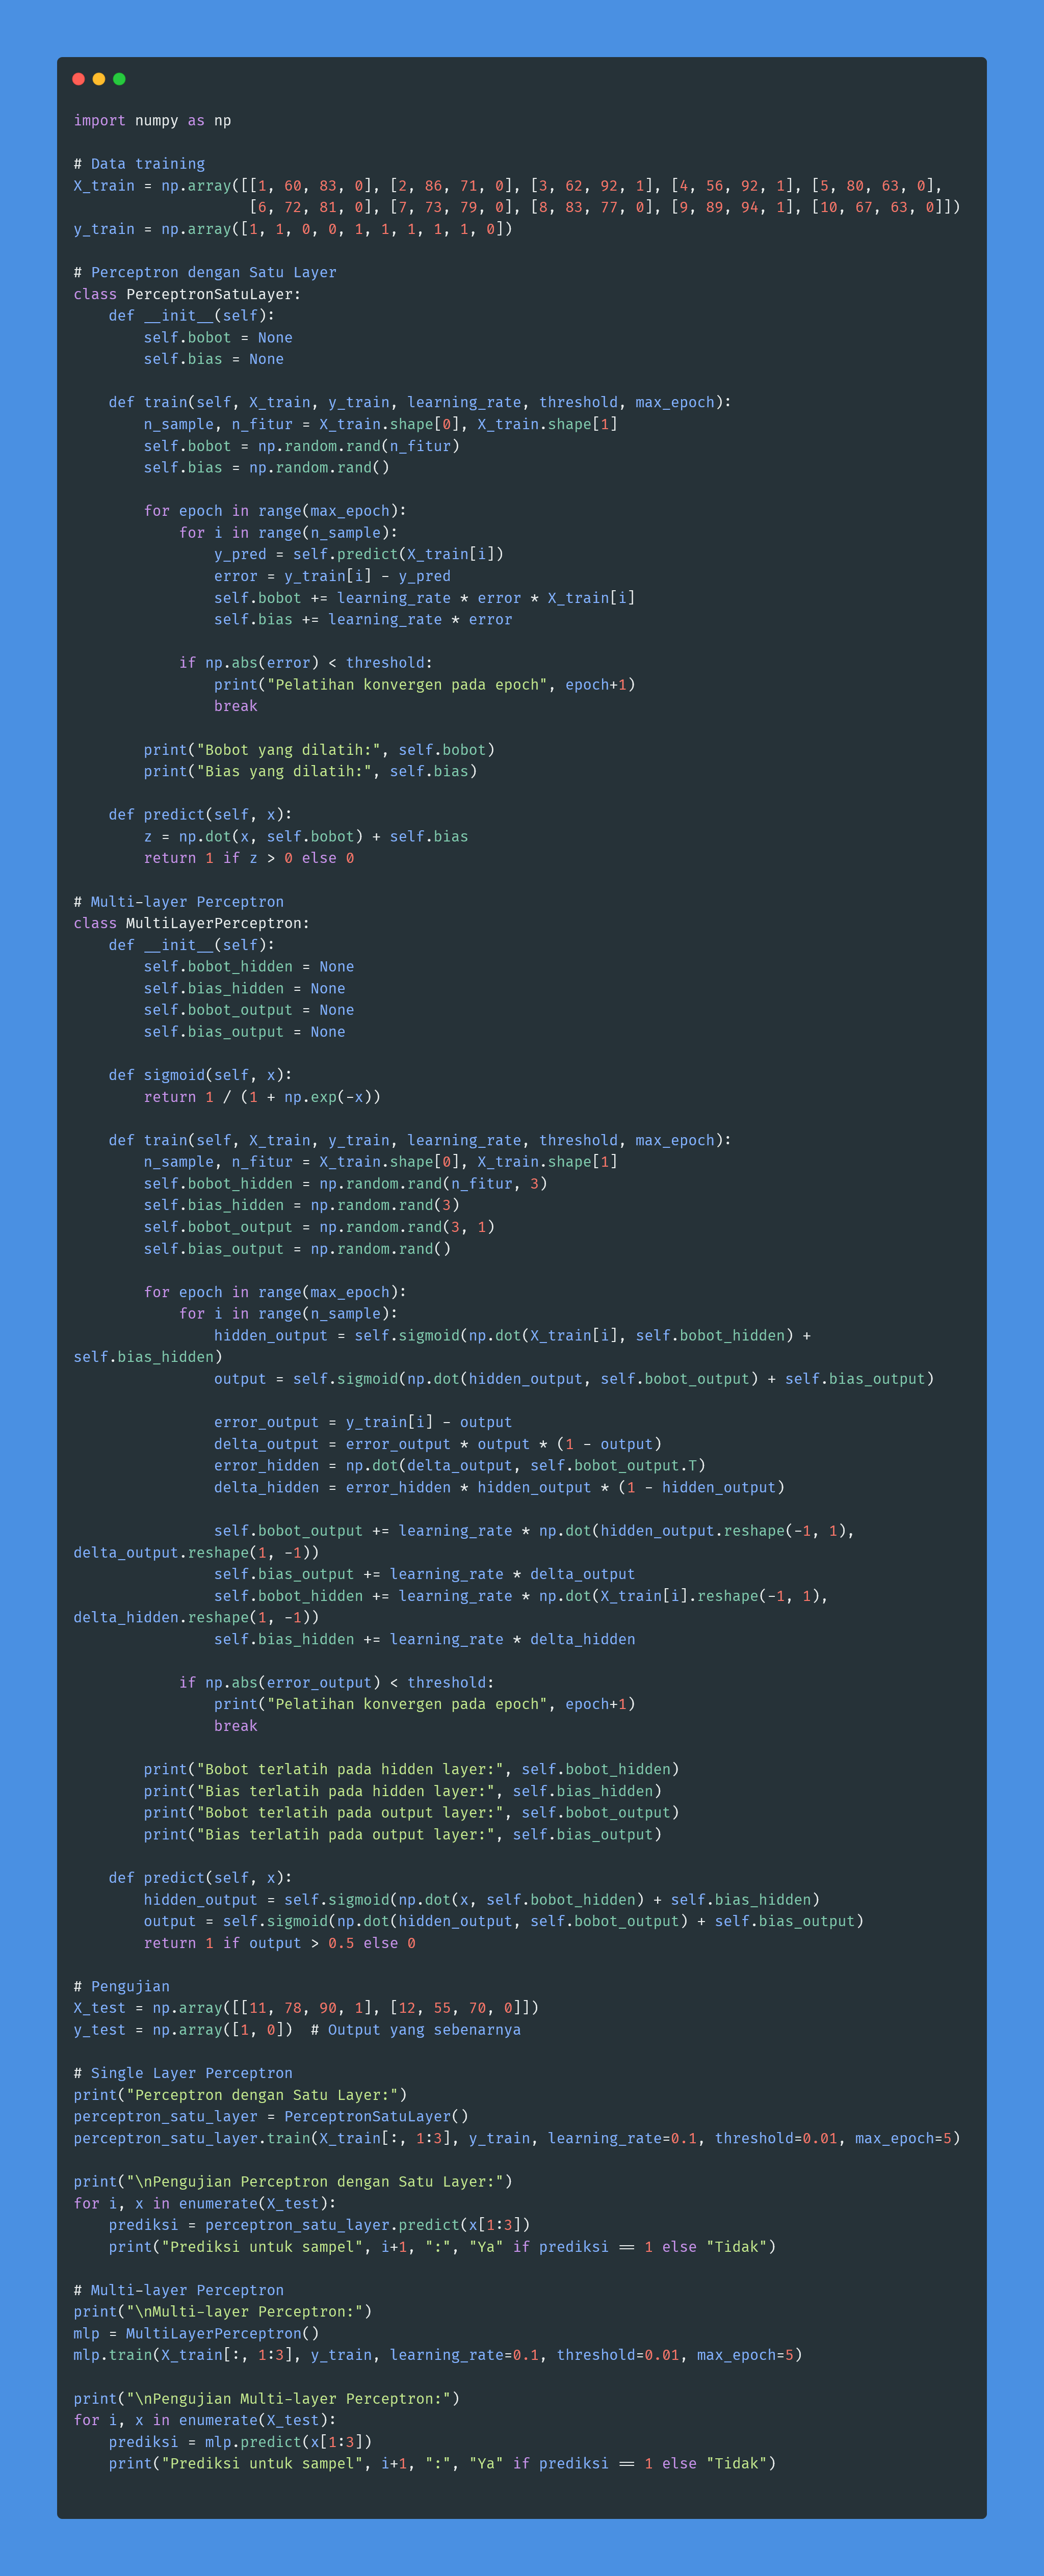 import numpy as np

# Data training
X_train = np.array([[1, 60, 83, 0], [2, 86, 71, 0], [3, 62, 92, 1], [4, 56, 92, 1], [5, 80, 63, 0],
                    [6, 72, 81, 0], [7, 73, 79, 0], [8, 83, 77, 0], [9, 89, 94, 1], [10, 67, 63, 0]])
y_train = np.array([1, 1, 0, 0, 1, 1, 1, 1, 1, 0])

# Perceptron dengan Satu Layer
class PerceptronSatuLayer:
    def __init__(self):
        self.bobot = None
        self.bias = None

    def train(self, X_train, y_train, learning_rate, threshold, max_epoch):
        n_sample, n_fitur = X_train.shape[0], X_train.shape[1]
        self.bobot = np.random.rand(n_fitur)
        self.bias = np.random.rand()

        for epoch in range(max_epoch):
            for i in range(n_sample):
                y_pred = self.predict(X_train[i])
                error = y_train[i] - y_pred
                self.bobot += learning_rate * error * X_train[i]
                self.bias += learning_rate * error

            if np.abs(error) < threshold:
                print("Pelatihan konvergen pada epoch", epoch+1)
                break

        print("Bobot yang dilatih:", self.bobot)
        print("Bias yang dilatih:", self.bias)

    def predict(self, x):
        z = np.dot(x, self.bobot) + self.bias
        return 1 if z > 0 else 0

# Multi-layer Perceptron
class MultiLayerPerceptron:
    def __init__(self):
        self.bobot_hidden = None
        self.bias_hidden = None
        self.bobot_output = None
        self.bias_output = None

    def sigmoid(self, x):
        return 1 / (1 + np.exp(-x))

    def train(self, X_train, y_train, learning_rate, threshold, max_epoch):
        n_sample, n_fitur = X_train.shape[0], X_train.shape[1]
        self.bobot_hidden = np.random.rand(n_fitur, 3)
        self.bias_hidden = np.random.rand(3)
        self.bobot_output = np.random.rand(3, 1)
        self.bias_output = np.random.rand()

        for epoch in range(max_epoch):
            for i in range(n_sample):
                hidden_output = self.sigmoid(np.dot(X_train[i], self.bobot_hidden) +
self.bias_hidden)
                output = self.sigmoid(np.dot(hidden_output, self.bobot_output) + self.bias_output)

                error_output = y_train[i] - output
                delta_output = error_output * output * (1 - output)
                error_hidden = np.dot(delta_output, self.bobot_output.T)
                delta_hidden = error_hidden * hidden_output * (1 - hidden_output)

                self.bobot_output += learning_rate * np.dot(hidden_output.reshape(-1, 1),
delta_output.reshape(1, -1))
                self.bias_output += learning_rate * delta_output
                self.bobot_hidden += learning_rate * np.dot(X_train[i].reshape(-1, 1),
delta_hidden.reshape(1, -1))
                self.bias_hidden += learning_rate * delta_hidden

            if np.abs(error_output) < threshold:
                print("Pelatihan konvergen pada epoch", epoch+1)
                break

        print("Bobot terlatih pada hidden layer:", self.bobot_hidden)
        print("Bias terlatih pada hidden layer:", self.bias_hidden)
        print("Bobot terlatih pada output layer:", self.bobot_output)
        print("Bias terlatih pada output layer:", self.bias_output)

    def predict(self, x):
        hidden_output = self.sigmoid(np.dot(x, self.bobot_hidden) + self.bias_hidden)
        output = self.sigmoid(np.dot(hidden_output, self.bobot_output) + self.bias_output)
        return 1 if output > 0.5 else 0

# Pengujian
X_test = np.array([[11, 78, 90, 1], [12, 55, 70, 0]])
y_test = np.array([1, 0])  # Output yang sebenarnya

# Single Layer Perceptron
print("Perceptron dengan Satu Layer:")
perceptron_satu_layer = PerceptronSatuLayer()
perceptron_satu_layer.train(X_train[:, 1:3], y_train, learning_rate=0.1, threshold=0.01, max_epoch=5)

print("\nPengujian Perceptron dengan Satu Layer:")
for i, x in enumerate(X_test):
    prediksi = perceptron_satu_layer.predict(x[1:3])
    print("Prediksi untuk sampel", i+1, ":", "Ya" if prediksi == 1 else "Tidak")

# Multi-layer Perceptron
print("\nMulti-layer Perceptron:")
mlp = MultiLayerPerceptron()
mlp.train(X_train[:, 1:3], y_train, learning_rate=0.1, threshold=0.01, max_epoch=5)

print("\nPengujian Multi-layer Perceptron:")
for i, x in enumerate(X_test):
    prediksi = mlp.predict(x[1:3])
    print("Prediksi untuk sampel", i+1, ":", "Ya" if prediksi == 1 else "Tidak")